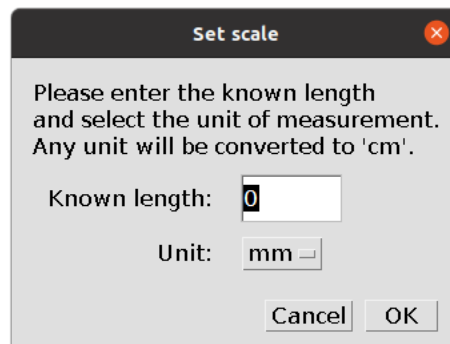 Set scale
Please enter the known length
and select the unit of measurement.
Any unit will be converted to 'cm'.
Known length: 0
Unit: mm
Cancel OK